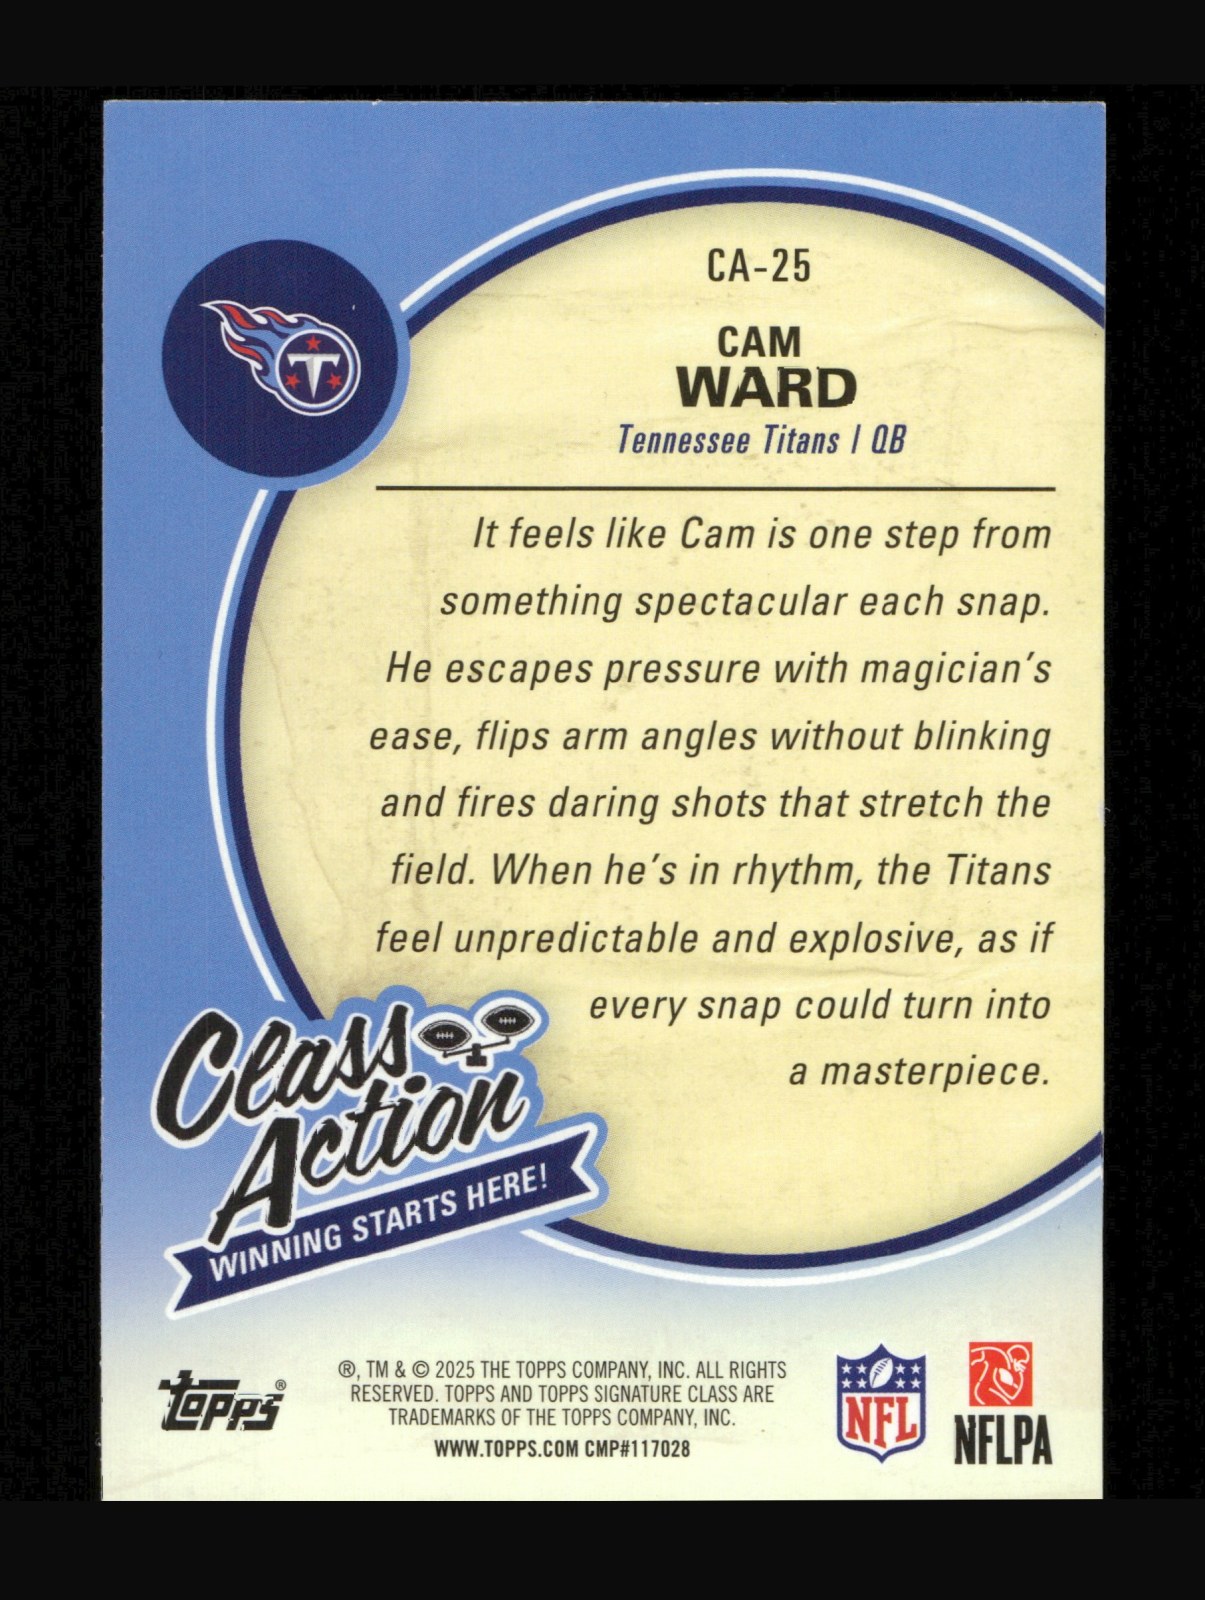 CA-25
CAM
WARD
Tennessee Titans | QB
It feels like Cam is one step from
something spectacular each snap.
He escapes pressure with magician's
ease, flips arm angles without blinking
and fires daring shots that stretch the
field. When he's in rhythm, the Titans
feel unpredictable and explosive, as if
every snap could turn into
a masterpiece.
T
Class
Action
WINNING STARTS HERE!
topps®
®, TM & © 2025 THE TOPPS COMPANY, INC. ALL RIGHTS
RESERVED. TOPPS AND TOPPS SIGNATURE CLASS ARE
TRADEMARKS OF THE TOPPS COMPANY, INC.
WWW.TOPPS.COM CMP#117028
NFL
NFLPA